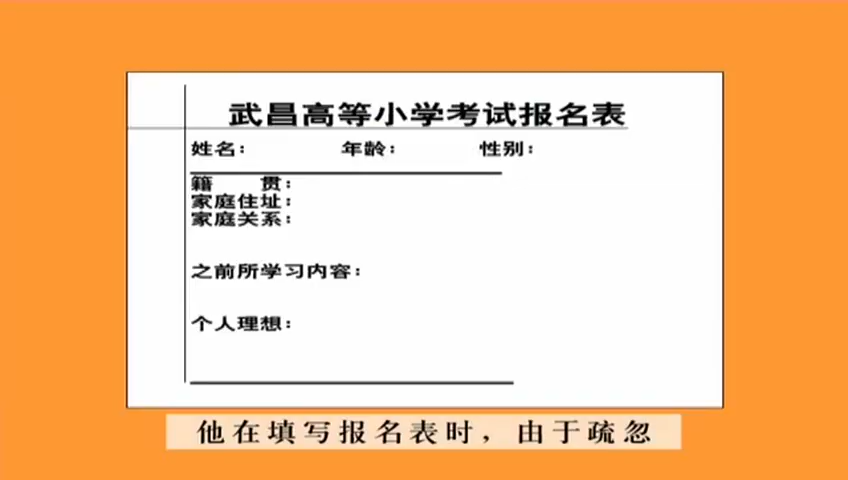 武昌高等小学考试报名表
姓名： 年龄： 性别：
籍 贯：
家庭住址：
家庭关系：
之前所学习内容：
个人理想：
他在填写报名表时，由于疏忽